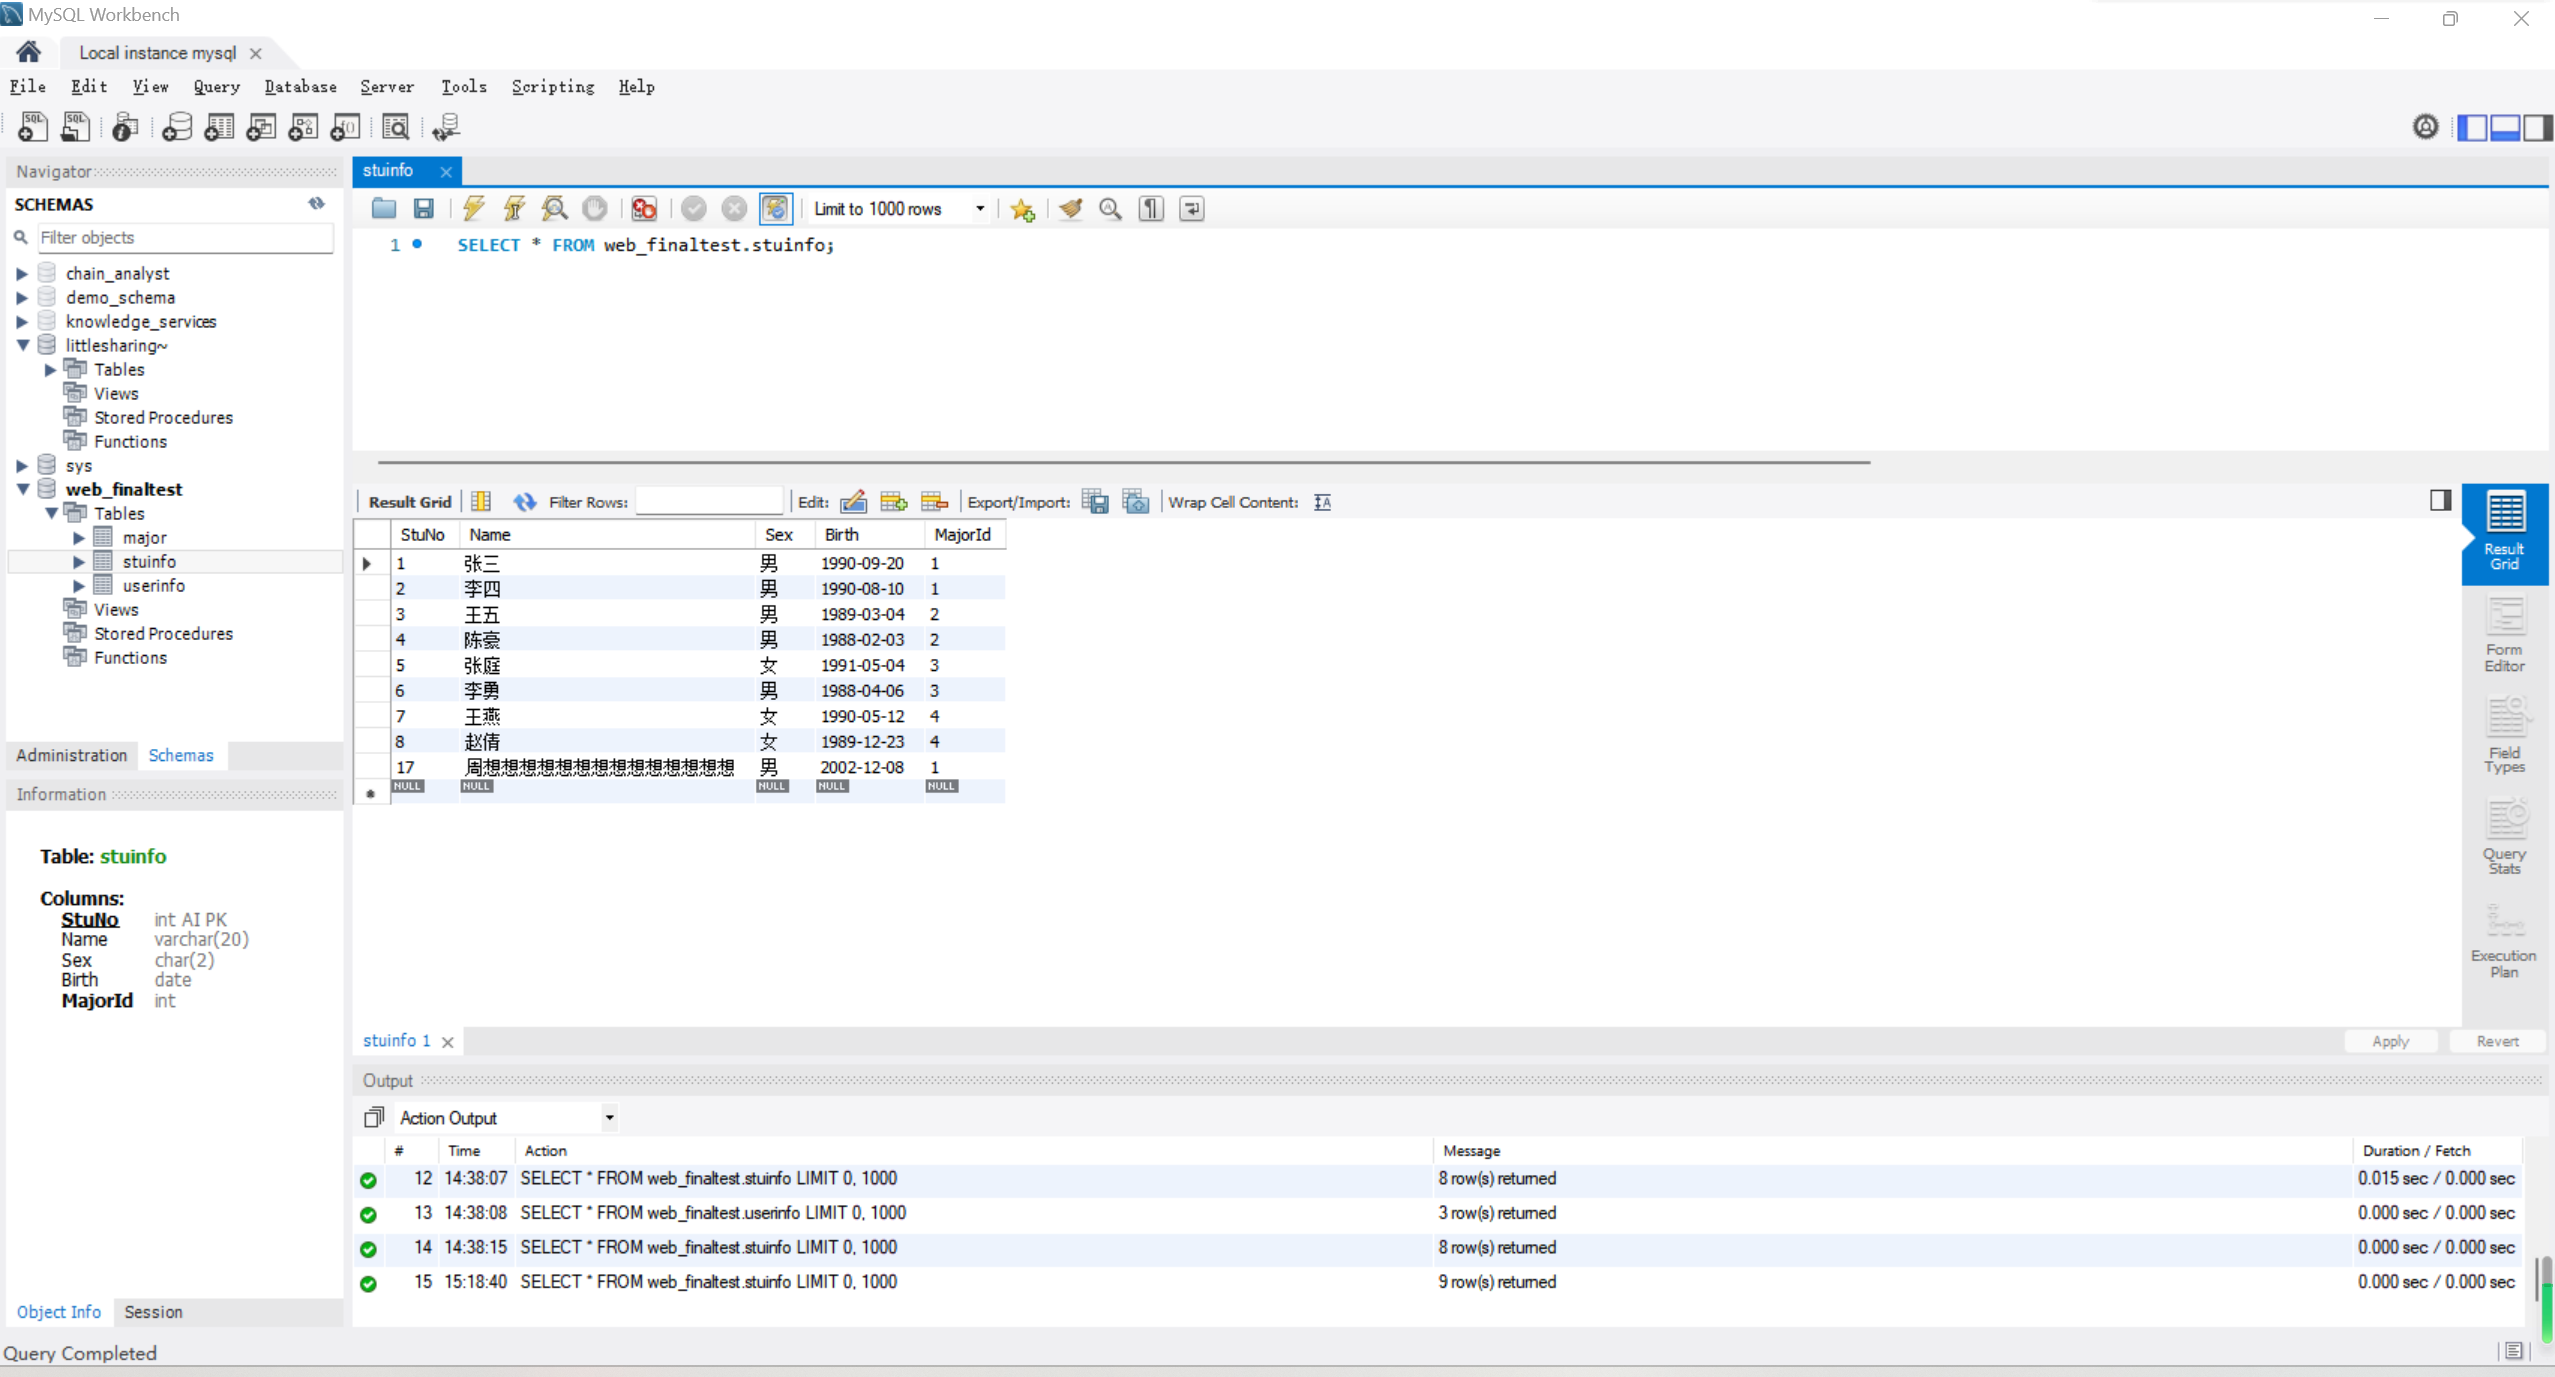 MySQL Workbench
Local instance mysql
File Edit View Query Database Server Tools Scripting Help
Navigator
SCHEMAS
Filter objects
chain_analyst
demo_schema
knowledge_services
littlesharing~
Tables
Views
Stored Procedures
Functions
sys
web_finaltest
Tables
major
stuinfo
userinfo
Views
Stored Procedures
Functions
Administration Schemas
Information
Table: stuinfo
Columns:
StuNo int AI PK
Name varchar(20)
Sex char(2)
Birth date
MajorId int
Object Info Session
stuinfo
Limit to 1000 rows
1 SELECT * FROM web_finaltest.stuinfo;
Result Grid Filter Rows: Edit: Export/Import: Wrap Cell Content:
StuNo Name Sex Birth MajorId
1 张三 男 1990-09-20 1
2 李四 男 1990-08-10 1
3 王五 男 1989-03-04 2
4 陈豪 男 1988-02-03 2
5 张庭 女 1991-05-04 3
6 李勇 男 1988-04-06 3
7 王燕 女 1990-05-12 4
8 赵倩 女 1989-12-23 4
17 周想想想想想想想想想想想想想想 男 2002-12-08 1
NULL NULL NULL NULL NULL
Result
Grid
Form
Editor
Field
Types
Query
Stats
Execution
Plan
stuinfo 1
Apply Revert
Output
Action Output
# Time Action Message Duration / Fetch
12 14:38:07 SELECT * FROM web_finaltest.stuinfo LIMIT 0, 1000 8 row(s) returned 0.015 sec / 0.000 sec
13 14:38:08 SELECT * FROM web_finaltest.userinfo LIMIT 0, 1000 3 row(s) returned 0.000 sec / 0.000 sec
14 14:38:15 SELECT * FROM web_finaltest.stuinfo LIMIT 0, 1000 8 row(s) returned 0.000 sec / 0.000 sec
15 15:18:40 SELECT * FROM web_finaltest.stuinfo LIMIT 0, 1000 9 row(s) returned 0.000 sec / 0.000 sec
Query Completed